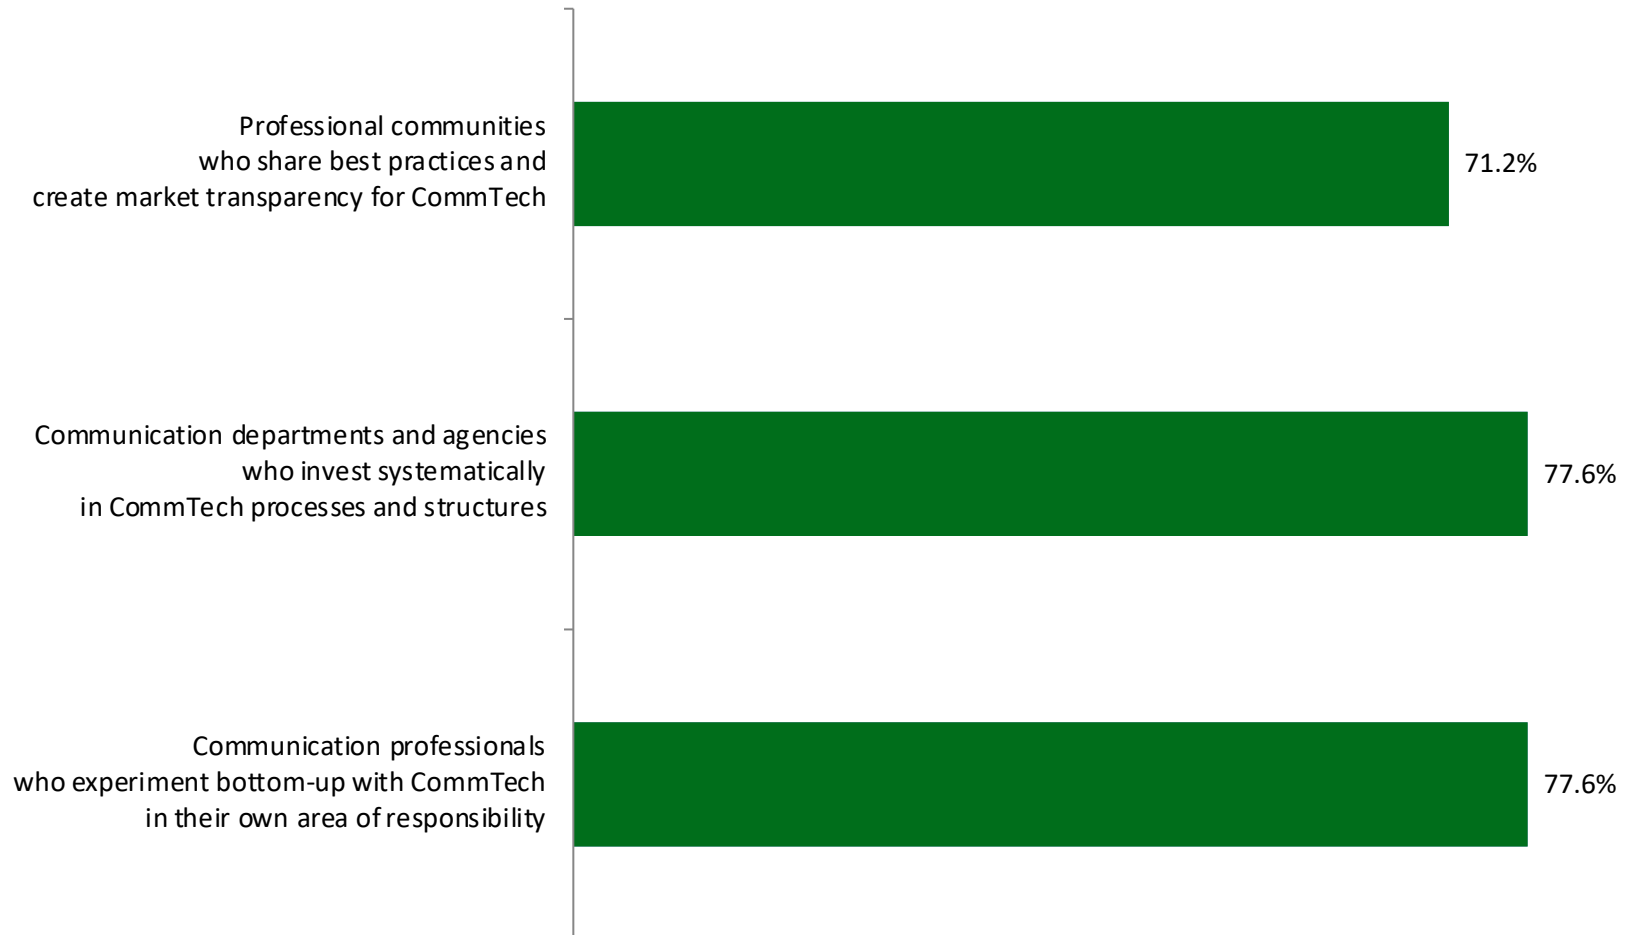 Professional communities
who share best practices and
create market transparency for CommTech
71.2%
Communication departments and agencies
who invest systematically
in CommTech processes and structures
77.6%
Communication professionals
who experiment bottom-up with CommTech
in their own area of responsibility
77.6%